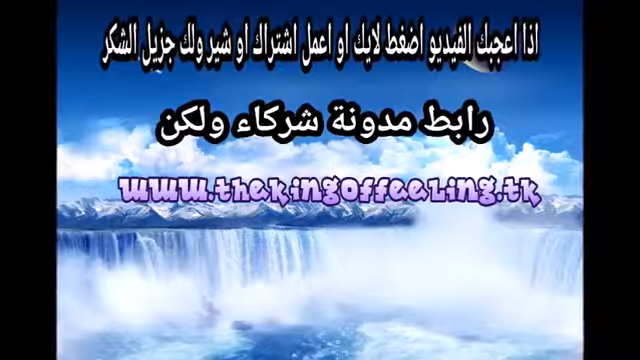 اذا اعجبك الفيديو اضغط لايك او اعمل اشتراك او شير ولك جزيل الشكر
رابط مدونة شركاء ولكن
www.thekingoffeezing.tk